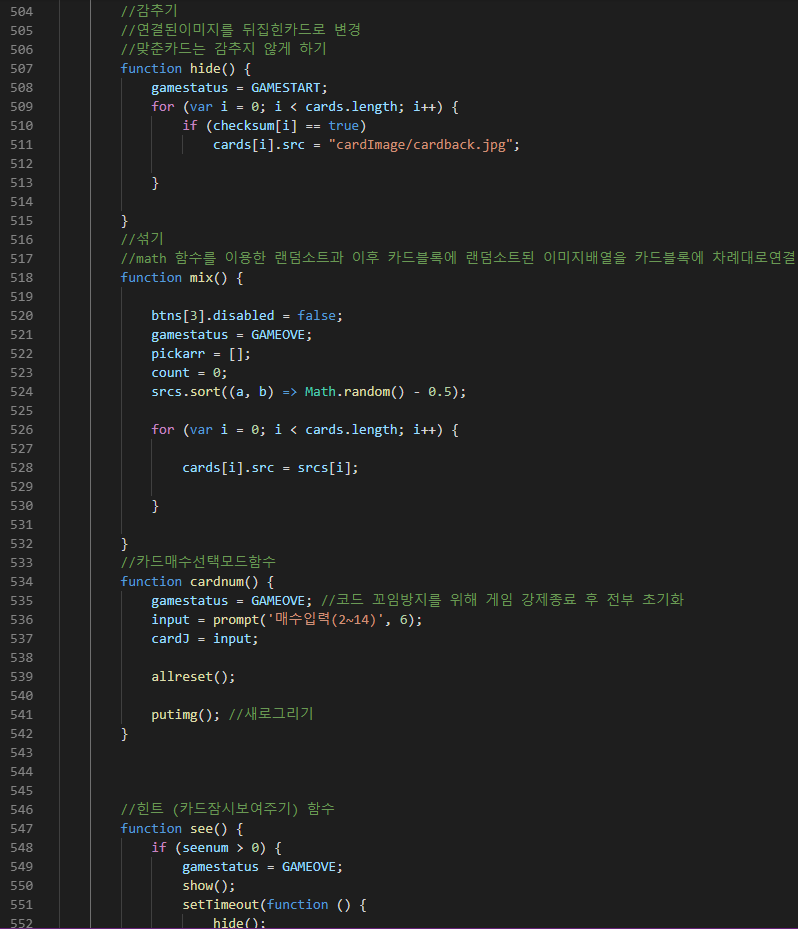 504 //감추기
505 //연결된이미지를 뒤집힌카드로 변경
506 //맞춘카드는 감추지 않게 하기
507 function hide() {
508 gamestatus = GAMESTART;
509 for (var i = 0; i < cards.length; i++) {
510 if (checksum[i] == true)
511 cards[i].src = "cardImage/cardback.jpg";
512
513 }
514
515 }
516 //섞기
517 //math 함수를 이용한 랜덤소트과 이후 카드블록에 랜덤소트된 이미지배열을 카드블록에 차례대로연결
518 function mix() {
519
520 btns[3].disabled = false;
521 gamestatus = GAMEOVE;
522 pickarr = [];
523 count = 0;
524 srcs.sort((a, b) => Math.random() - 0.5);
525
526 for (var i = 0; i < cards.length; i++) {
527
528 cards[i].src = srcs[i];
529
530 }
531
532 }
533 //카드매수선택모드함수
534 function cardnum() {
535 gamestatus = GAMEOVE; //코드 꼬임방지를 위해 게임 강제종료 후 전부 초기화
536 input = prompt('매수입력(2~14)', 6);
537 cardJ = input;
538
539 allreset();
540
541 putimg(); //새로그리기
542 }
543
544
545
546 //힌트 (카드잠시보여주기) 함수
547 function see() {
548 if (seenum > 0) {
549 gamestatus = GAMEOVE;
550 show();
551 setTimeout(function () {
552 hide();